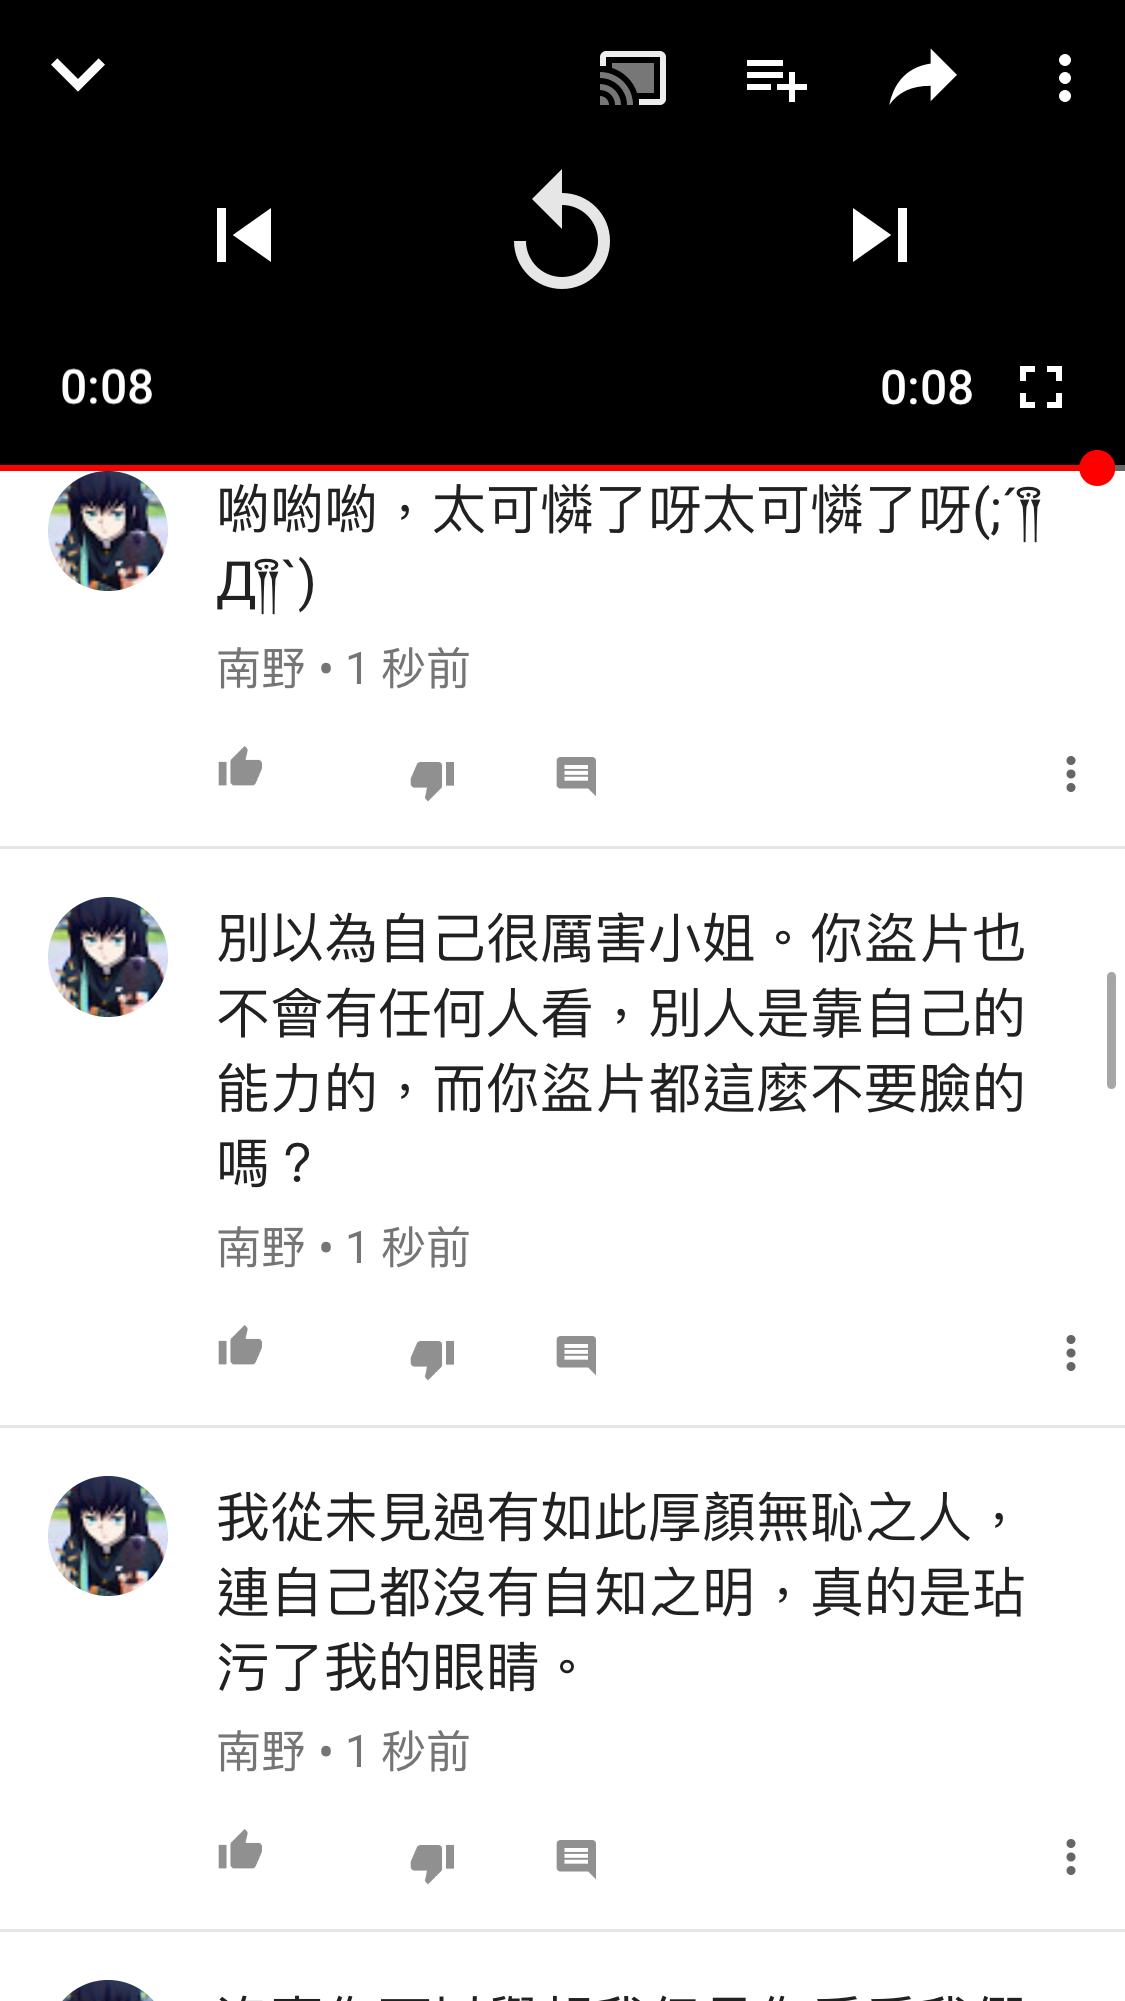 0:08
0:08
喲喲喲，太可憐了呀太可憐了呀(;´༎ຶ
Д༎ຶ`)
南野 • 1 秒前
別以為自己很厲害小姐。你盜片也
不會有任何人看，別人是靠自己的
能力的，而你盜片都這麼不要臉的
嗎？
南野 • 1 秒前
我從未見過有如此厚顏無恥之人，
連自己都沒有自知之明，真的是玷
污了我的眼睛。
南野 • 1 秒前